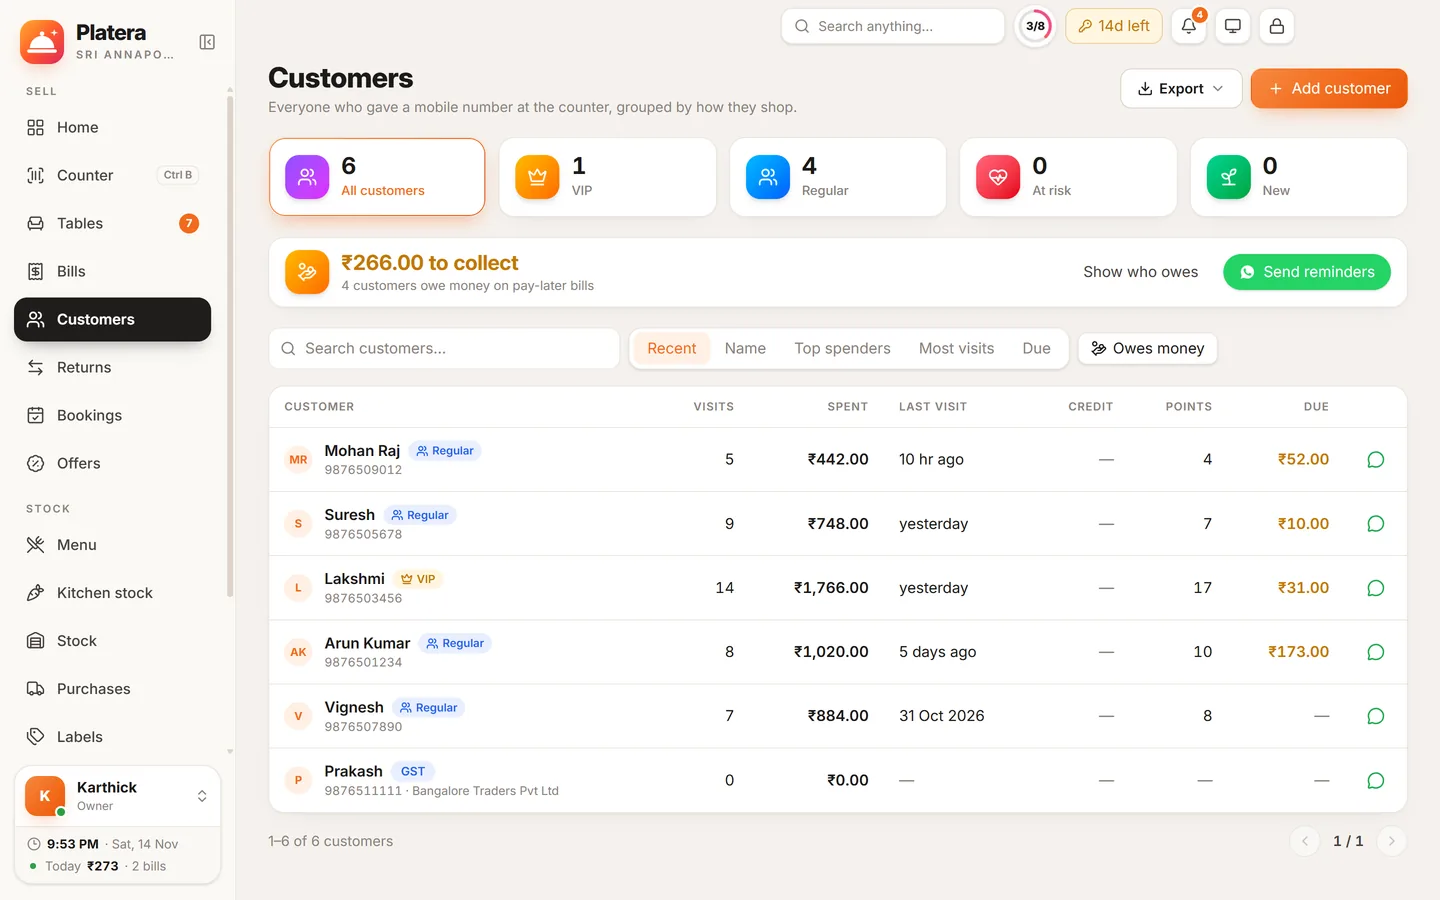 Platera
SRI ANNAPO...
SELL
Home
Counter Ctrl B
Tables 7
Bills
Customers
Returns
Bookings
Offers
STOCK
Menu
Kitchen stock
Stock
Purchases
Labels
K Karthick
Owner
9:53 PM · Sat, 14 Nov
Today ₹273 · 2 bills
Search anything...
3/8
14d left
4
Customers
Everyone who gave a mobile number at the counter, grouped by how they shop.
Export
Add customer
6
All customers
1
VIP
4
Regular
0
At risk
0
New
₹266.00 to collect
4 customers owe money on pay-later bills
Show who owes
Send reminders
Search customers...
Recent Name Top spenders Most visits Due
Owes money
CUSTOMER VISITS SPENT LAST VISIT CREDIT POINTS DUE
MR Mohan Raj Regular 5 ₹442.00 10 hr ago — 4 ₹52.00
9876509012
S Suresh Regular 9 ₹748.00 yesterday — 7 ₹10.00
9876505678
L Lakshmi VIP 14 ₹1,766.00 yesterday — 17 ₹31.00
9876503456
AK Arun Kumar Regular 8 ₹1,020.00 5 days ago — 10 ₹173.00
9876501234
V Vignesh Regular 7 ₹884.00 31 Oct 2026 — 8 —
9876507890
P Prakash GST 0 ₹0.00 — — — —
9876511111 · Bangalore Traders Pvt Ltd
1–6 of 6 customers
1 / 1